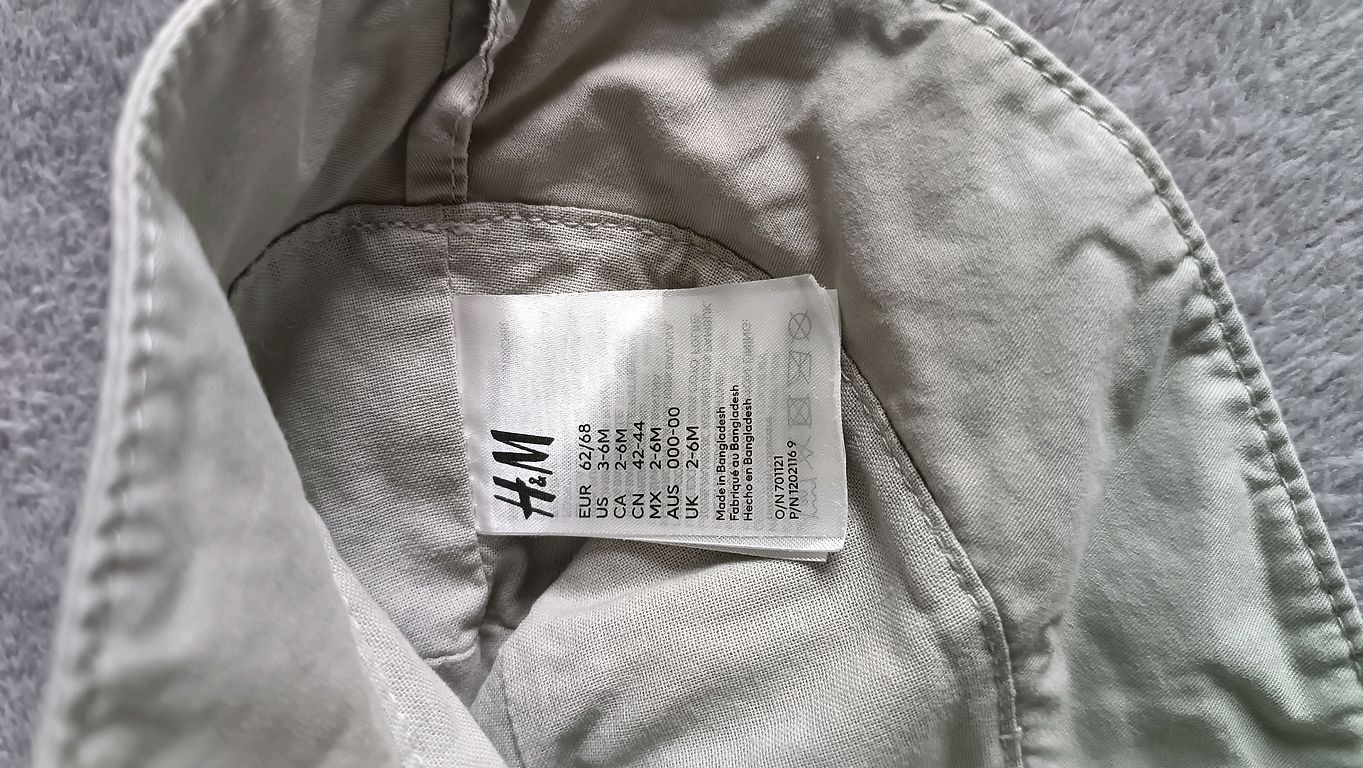 H&M
EUR 62/68
US 3-6M
CA 2-6M
CN 42-44
MX 2-6M
AUS 000-00
UK 2-6M
Made in Bangladesh
Fabriqué au Bangladesh
Hecho en Bangladesh
O/N 701121
P/N 1202116 9